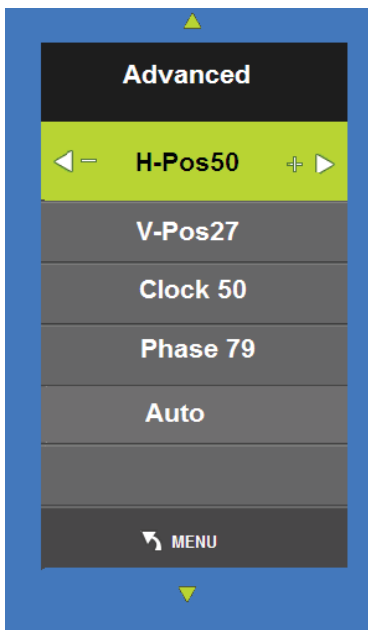 Advanced
− H-Pos50 +
V-Pos27
Clock 50
Phase 79
Auto
MENU